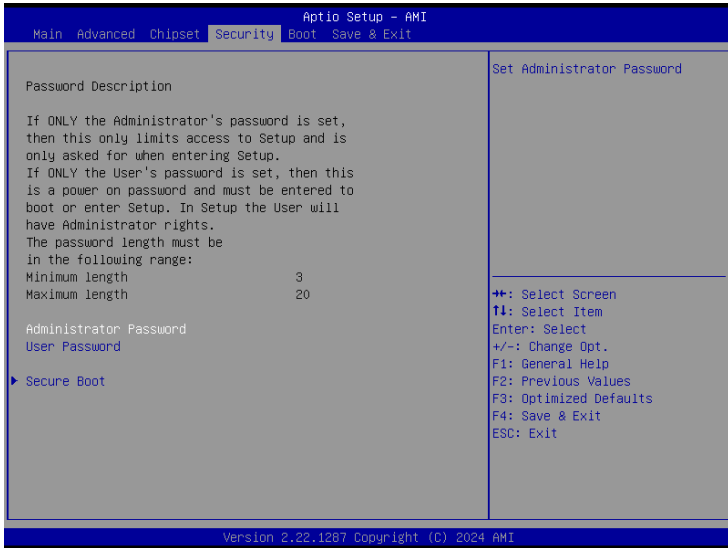 Aptio Setup – AMI
Main Advanced Chipset Security Boot Save & Exit
Password Description
If ONLY the Administrator's password is set,
then this only limits access to Setup and is
only asked for when entering Setup.
If ONLY the User's password is set, then this
is a power on password and must be entered to
boot or enter Setup. In Setup the User will
have Administrator rights.
The password length must be
in the following range:
Minimum length 3
Maximum length 20
Administrator Password
User Password
Secure Boot
Set Administrator Password
→←: Select Screen
↑↓: Select Item
Enter: Select
+/-: Change Opt.
F1: General Help
F2: Previous Values
F3: Optimized Defaults
F4: Save & Exit
ESC: Exit
Version 2.22.1287 Copyright (C) 2024 AMI